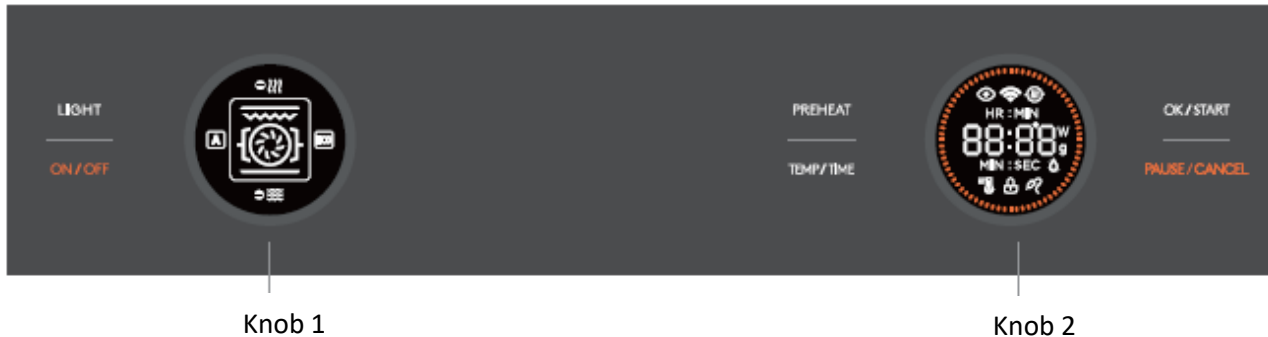 LIGHT
ON / OFF
A
PREHEAT
TEMP/ TIME
HR : MIN
88:88 W
g
MIN : SEC
OK / START
PAUSE / CANCEL
Knob 1
Knob 2